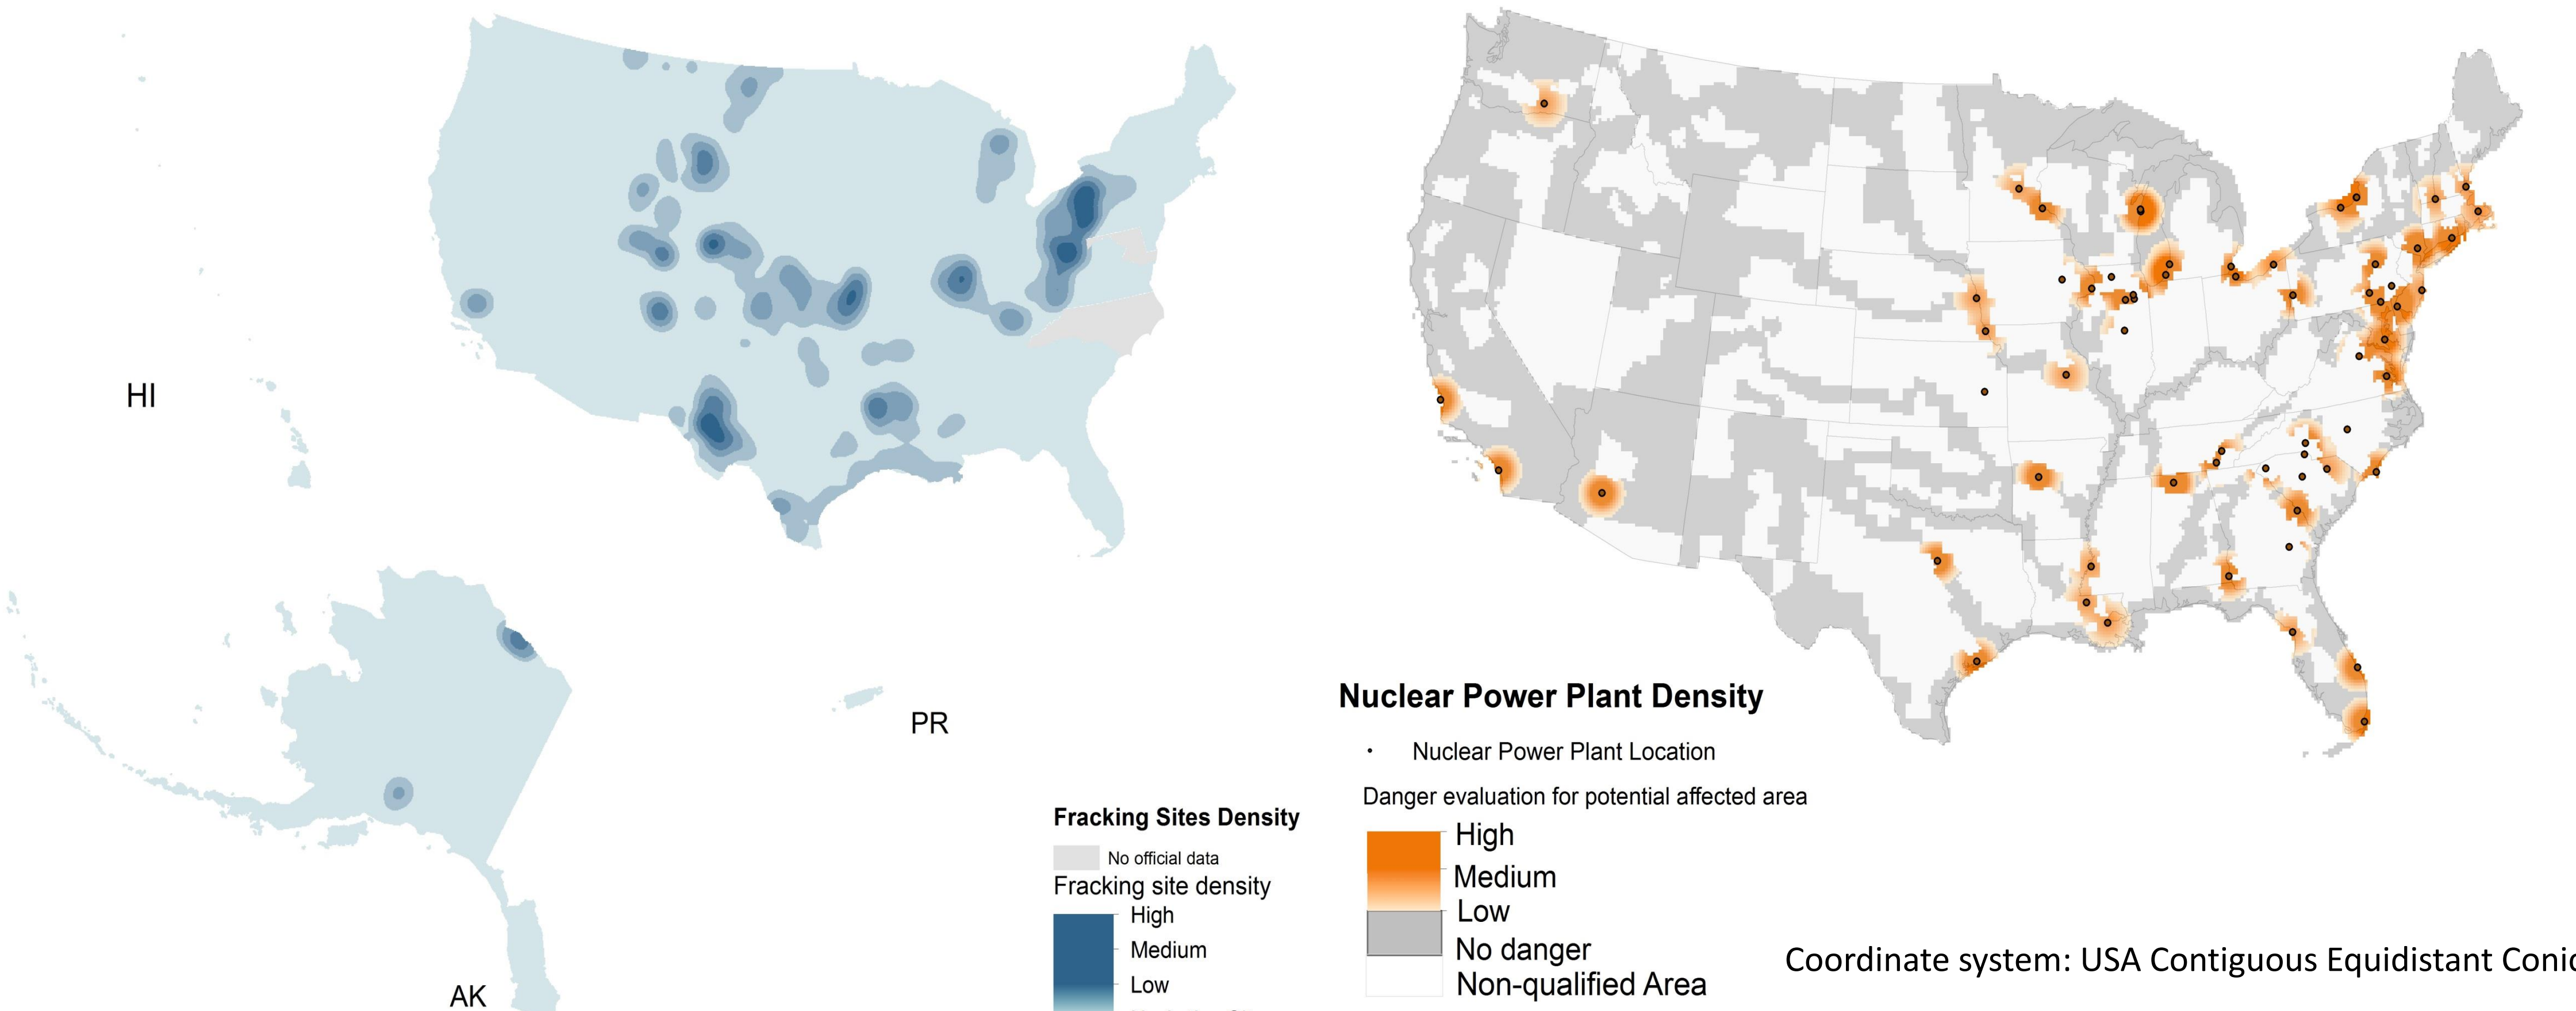 HI
PR
AK
Fracking Sites Density
No official data
Fracking site density
High
Medium
Low
Nuclear Power Plant Density
Nuclear Power Plant Location
Danger evaluation for potential affected area
High
Medium
Low
No danger
Non-qualified Area
Coordinate system: USA Contiguous Equidistant Conic